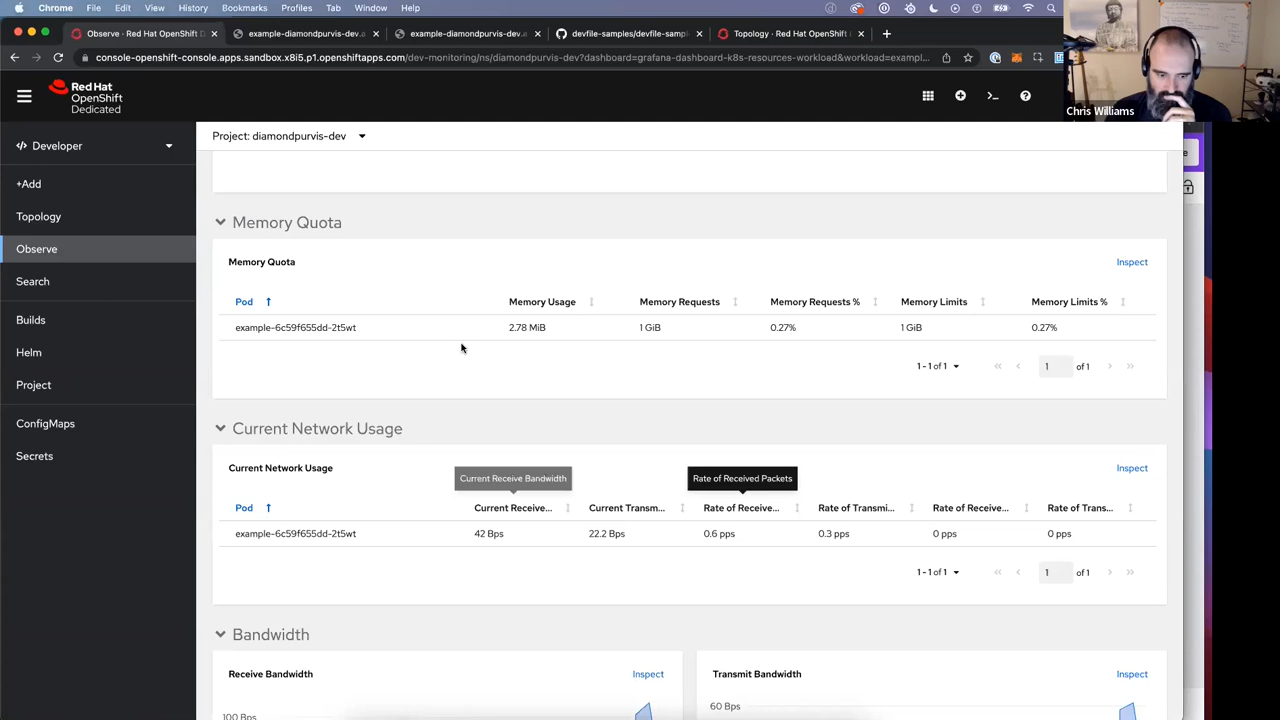 Chrome File Edit View History Bookmarks Profiles Tab Window Help
Observe · Red Hat OpenShift D
example-diamondpurvis-dev.a
example-diamondpurvis-dev.a
devfile-samples/devfile-samp
Topology · Red Hat OpenShift
console-openshift-console.apps.sandbox.x8i5.p1.openshiftapps.com/dev-monitoring/ns/diamondpurvis-dev?dashboard=grafana-dashboard-k8s-resources-workload&workload=exampl...
Red Hat
OpenShift
Dedicated
Chris Williams
Project: diamondpurvis-dev
</> Developer
+Add
Topology
Observe
Search
Builds
Helm
Project
ConfigMaps
Secrets
Memory Quota
Memory Quota Inspect
Pod Memory Usage Memory Requests Memory Requests % Memory Limits Memory Limits %
example-6c59f655dd-2t5wt 2.78 MiB 1 GiB 0.27% 1 GiB 0.27%
1 - 1 of 1 1 of 1
Current Network Usage
Current Network Usage Inspect
Current Receive Bandwidth Rate of Received Packets
Pod Current Receive... Current Transm... Rate of Receive... Rate of Transmi... Rate of Receive... Rate of Trans...
example-6c59f655dd-2t5wt 42 Bps 22.2 Bps 0.6 pps 0.3 pps 0 pps 0 pps
1 - 1 of 1 1 of 1
Bandwidth
Receive Bandwidth Inspect
Transmit Bandwidth Inspect
100 Bps
60 Bps